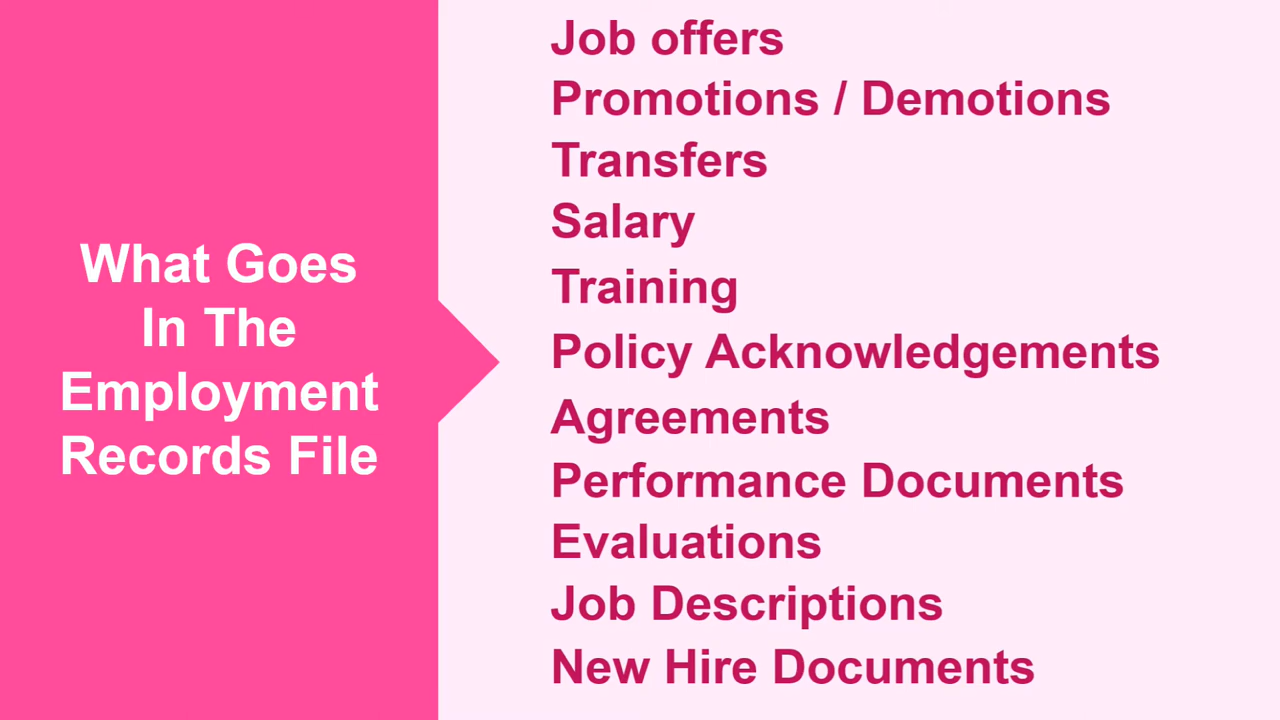 What Goes
In The
Employment
Records File
Job offers
Promotions / Demotions
Transfers
Salary
Training
Policy Acknowledgements
Agreements
Performance Documents
Evaluations
Job Descriptions
New Hire Documents